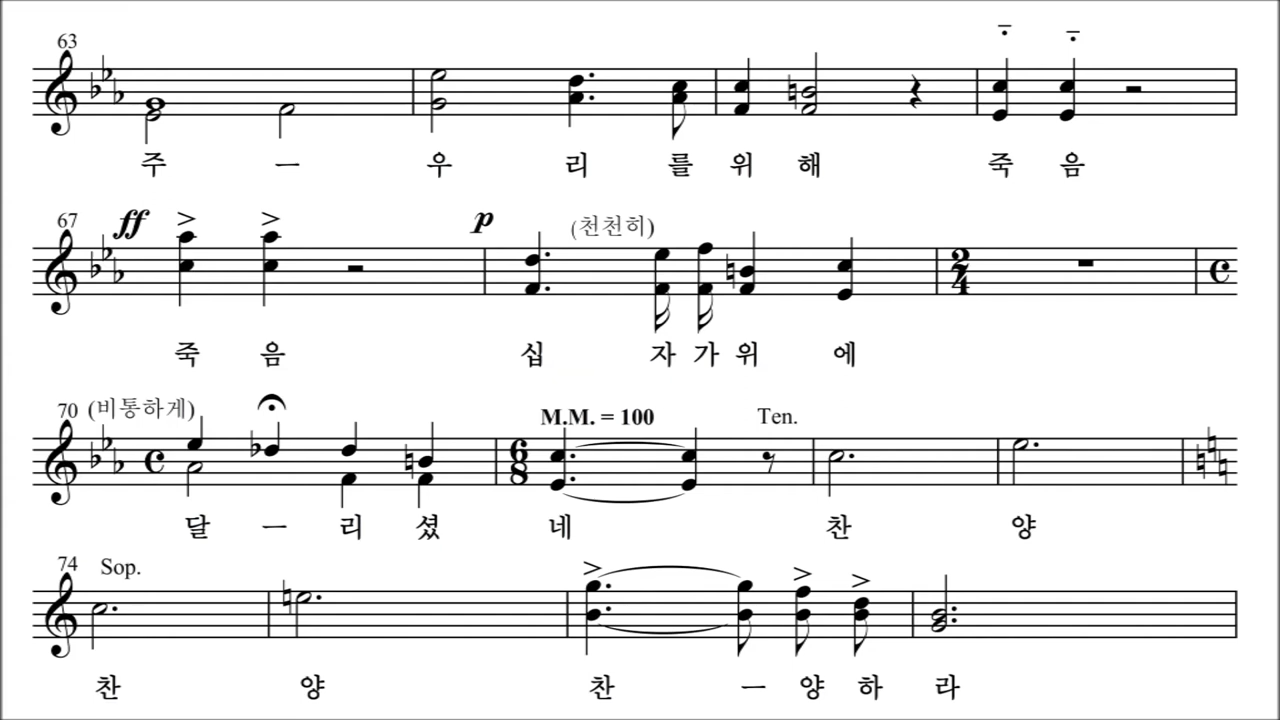 63
주 ㅡ 우 리 를 위 해 죽 음
67 ff p (천천히)
죽 음 십 자 가 위 에
70 (비통하게) M.M. = 100 Ten.
달 ㅡ 리 셨 네 찬 양
74 Sop.
찬 양 찬 ㅡ 양 하 라